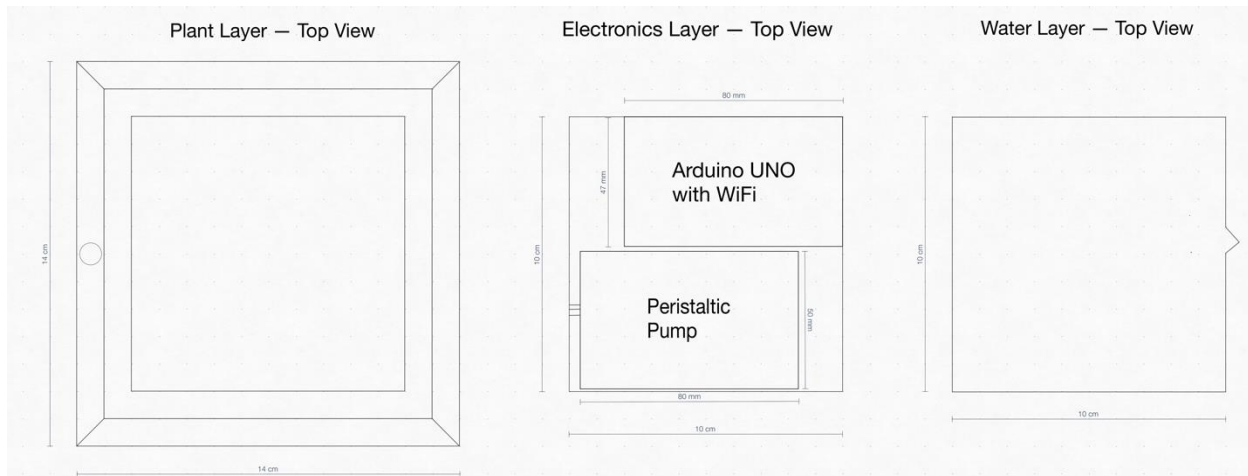 Plant Layer — Top View
14 cm
14 cm
Electronics Layer — Top View
80 mm
47 mm
10 cm
Arduino UNO
with WiFi
Peristaltic
Pump
50 mm
80 mm
10 cm
Water Layer — Top View
10 cm
10 cm